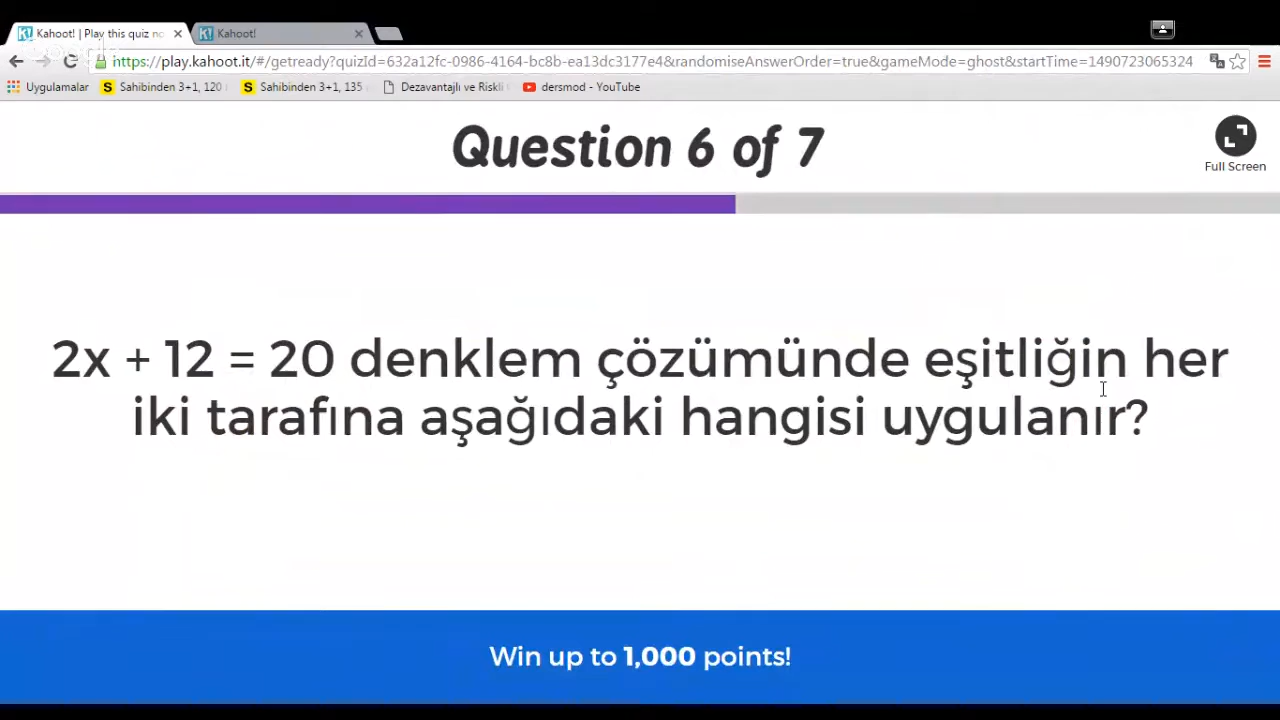 Kahoot! | Play this quiz no
Kahoot!
https://play.kahoot.it/#/getready?quizId=632a12fc-0986-41f4-bc8b-ea13dc3177e4&randomiseAnswerOrder=true&gameMode=ghost&startTime=1490723065324
Uygulamalar Sahibinden 3+1, 120 Sahibinden 3+1, 135 Dezavantajlı ve Riskli dersmod - YouTube
Question 6 of 7
Full Screen
2x + 12 = 20 denklem çözümünde eşitliğin her
iki tarafına aşağıdaki hangisi uygulanır?
Win up to 1,000 points!